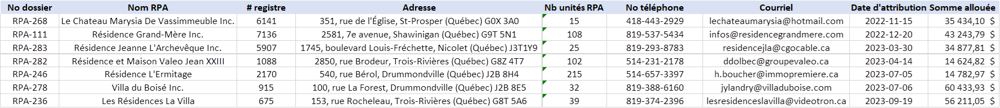 No dossier Nom RPA # registre Adresse Nb unités RPA No téléphone Courriel Date d'attribution Somme allouée
RPA-268 Le Chateau Marysia De Vassimmeuble Inc. 6141 351, rue de l'Église, St-Prosper (Québec) G0X 3A0 15 418-443-2929 lechateaumarysia@hotmail.com 2022-11-15 35 434,10 $
RPA-111 Résidence Grand-Mère Inc. 7136 2581, 7e avenue, Shawinigan (Québec) G9T 5N1 108 819-537-5434 infos@residencegrandmere.com 2022-12-20 43 243,79 $
RPA-283 Résidence Jeanne L'Archevêque Inc. 5907 1745, boulevard Louis-Fréchette, Nicolet (Québec) J3T1Y9 25 819-293-8783 residencejla@cgocable.ca 2023-03-30 34 877,81 $
RPA-282 Résidence et Maison Valeo Jean XXIII 1088 2850, rue Brodeur, Trois-Rivières (Québec) G8Z 4T7 102 514-231-2178 ddolbec@groupevaleo.ca 2023-04-14 14 624,82 $
RPA-246 Résidence L'Ermitage 2170 540, rue Bérol, Drummondville (Québec) J2B 8H4 215 514-657-3397 h.boucher@immopremiere.ca 2023-07-05 14 782,97 $
RPA-278 Villa du Boisé Inc. 915 100, rue La Forest, Drummondville (Québec) J2B 8E5 32 819-388-6160 jylandry@villaduboise.com 2023-07-06 60 433,93 $
RPA-236 Les Résidences La Villa 675 153, rue Rocheleau, Trois-Rivières (Québec) G8T 5A6 39 819-374-2396 lesresidenceslavilla@videotron.ca 2023-09-19 56 211,05 $